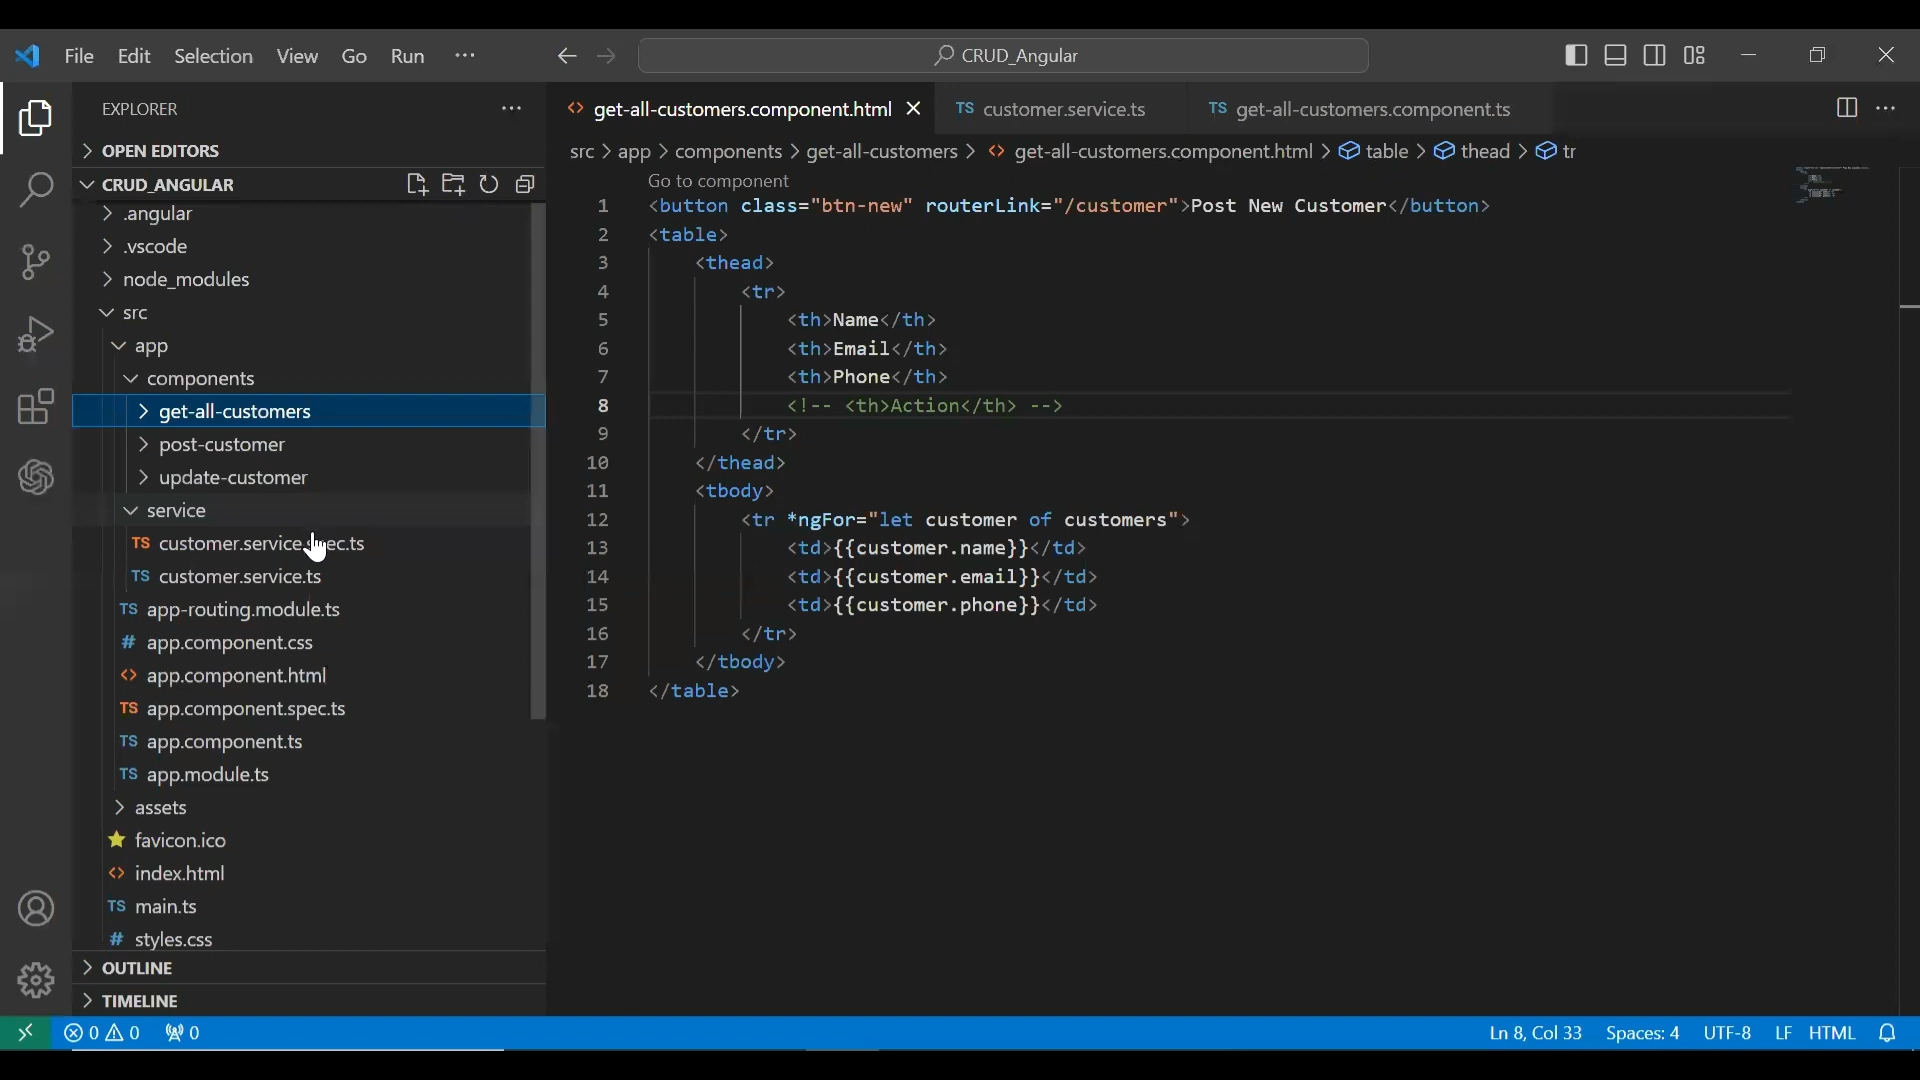 File Edit Selection View Go Run ··· CRUD_Angular
EXPLORER
OPEN EDITORS
CRUD_ANGULAR
.angular
.vscode
node_modules
src
app
components
get-all-customers
post-customer
update-customer
service
TS customer.service.spec.ts
TS customer.service.ts
TS app-routing.module.ts
# app.component.css
<> app.component.html
TS app.component.spec.ts
TS app.component.ts
TS app.module.ts
assets
favicon.ico
<> index.html
TS main.ts
# styles.css
OUTLINE
TIMELINE
<> get-all-customers.component.html TS customer.service.ts TS get-all-customers.component.ts
src > app > components > get-all-customers > <> get-all-customers.component.html > table > thead > tr
Go to component
1 <button class="btn-new" routerLink="/customer">Post New Customer</button>
2 <table>
3 <thead>
4 <tr>
5 <th>Name</th>
6 <th>Email</th>
7 <th>Phone</th>
8 <!-- <th>Action</th> -->
9 </tr>
10 </thead>
11 <tbody>
12 <tr *ngFor="let customer of customers">
13 <td>{{customer.name}}</td>
14 <td>{{customer.email}}</td>
15 <td>{{customer.phone}}</td>
16 </tr>
17 </tbody>
18 </table>
0 0 0 Ln 8, Col 33 Spaces: 4 UTF-8 LF HTML